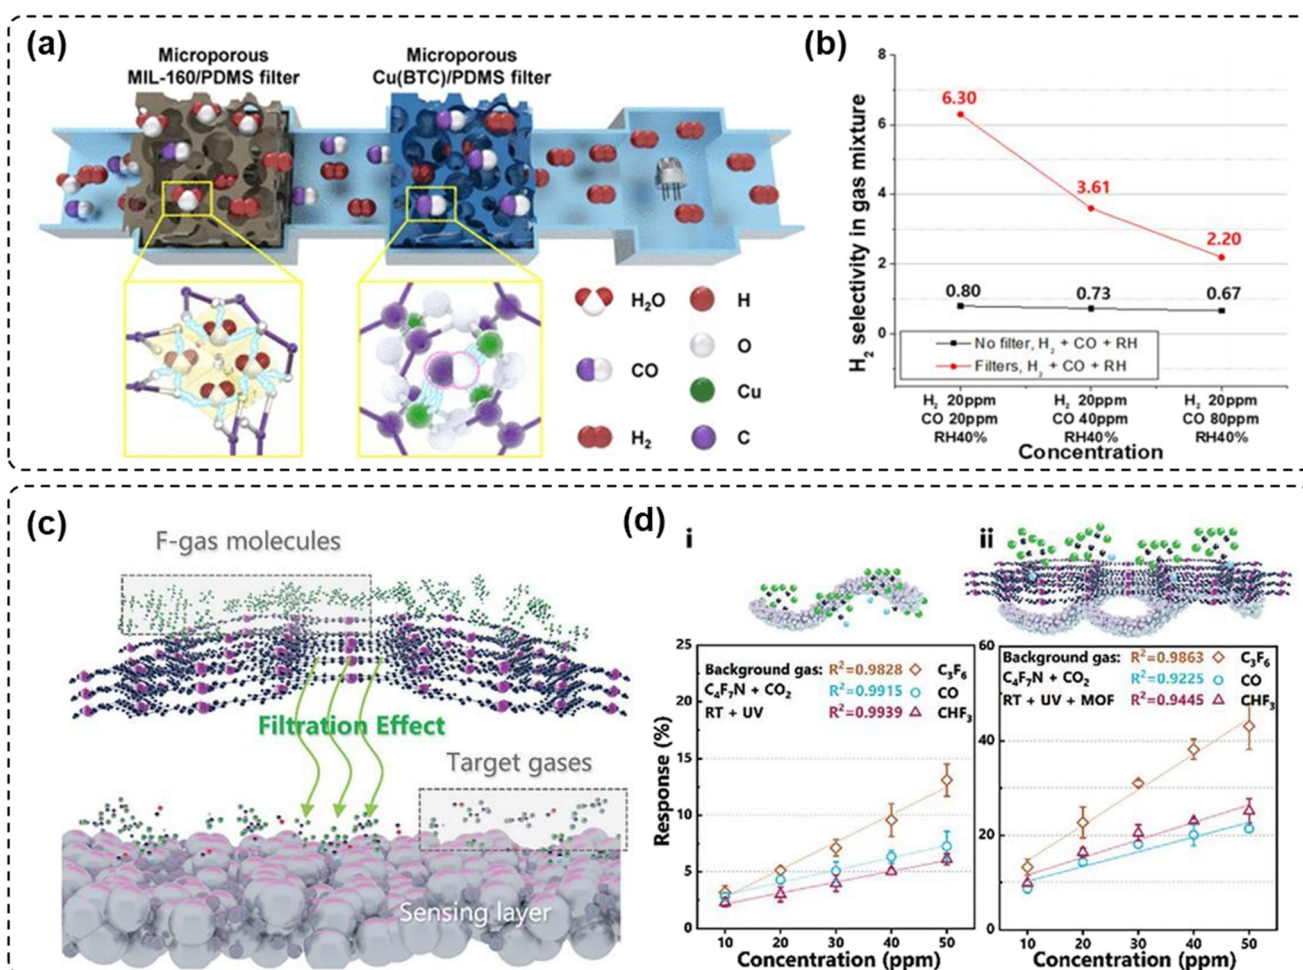 (a)
Microporous
MIL-160/PDMS filter
Microporous
Cu(BTC)/PDMS filter
H₂O
H
O
CO
Cu
H₂
C
(b)
H₂ selectivity in gas mixture
8
6
4
2
0
6.30
3.61
2.20
0.80
0.73
0.67
No filter, H₂ + CO + RH
Filters, H₂ + CO + RH
H₂ 20ppm
CO 20ppm
RH40%
H₂ 20ppm
CO 40ppm
RH40%
H₂ 20ppm
CO 80ppm
RH40%
Concentration
(c)
F-gas molecules
Filtration Effect
Target gases
Sensing layer
(d)
i
Response (%)
25
20
15
10
5
0
Background gas: R²=0.9828 C₃F₆
C₄F₇N + CO₂ R²=0.9915 CO
RT + UV R²=0.9939 CHF₃
10 20 30 40 50
Concentration (ppm)
ii
60
40
20
0
Background gas: R²=0.9863 C₃F₆
C₄F₇N + CO₂ R²=0.9225 CO
RT + UV + MOF R²=0.9445 CHF₃
10 20 30 40 50
Concentration (ppm)